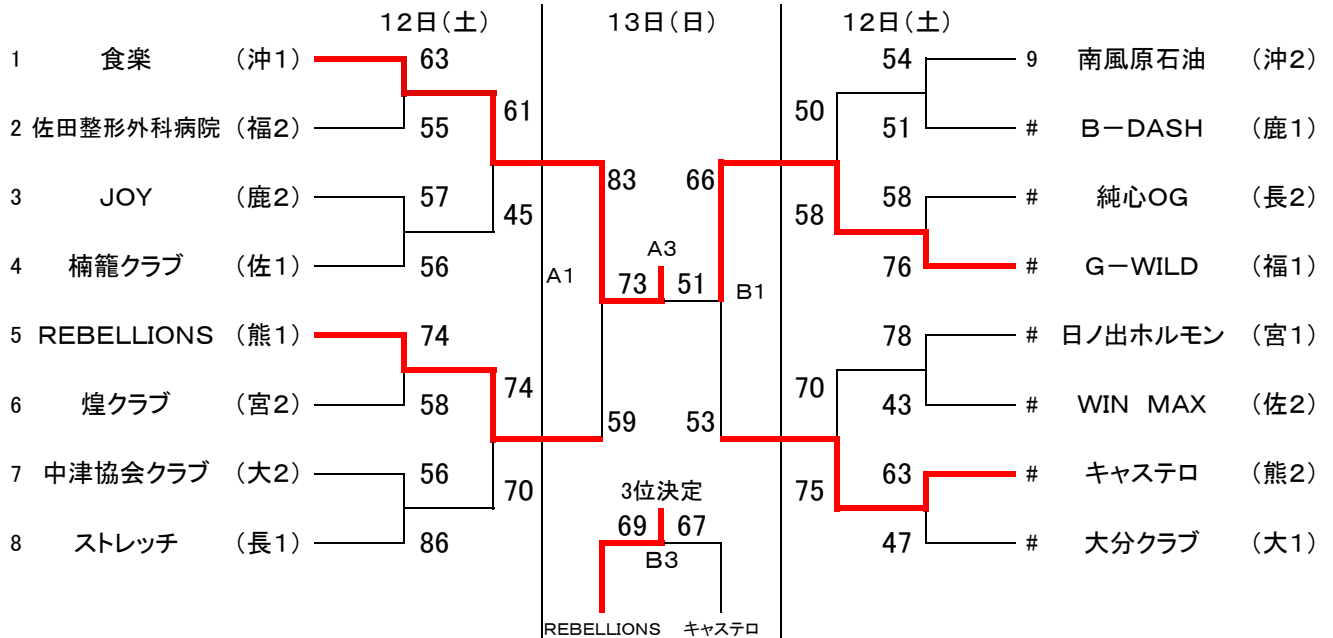 12日(土) 13日(日) 12日(土)
1 食楽 (沖1) 63 54 9 南風原石油 (沖2)
61 50
2 佐田整形外科病院 (福2) 55 51 # B-DASH (鹿1)
83 66
3 JOY (鹿2) 57 58 # 純心OG (長2)
45 58
A3
4 楠籠クラブ (佐1) 56 76 # G-WILD (福1)
A1 73 51 B1
5 REBELLIONS (熊1) 74 78 # 日ノ出ホルモン (宮1)
74 70
6 煌クラブ (宮2) 58 43 # WIN MAX (佐2)
59 53
7 中津協会クラブ (大2) 56 63 # キャステロ (熊2)
70 3位決定 75
69 67
8 ストレッチ (長1) 86 47 # 大分クラブ (大1)
B3
REBELLIONS キャステロ